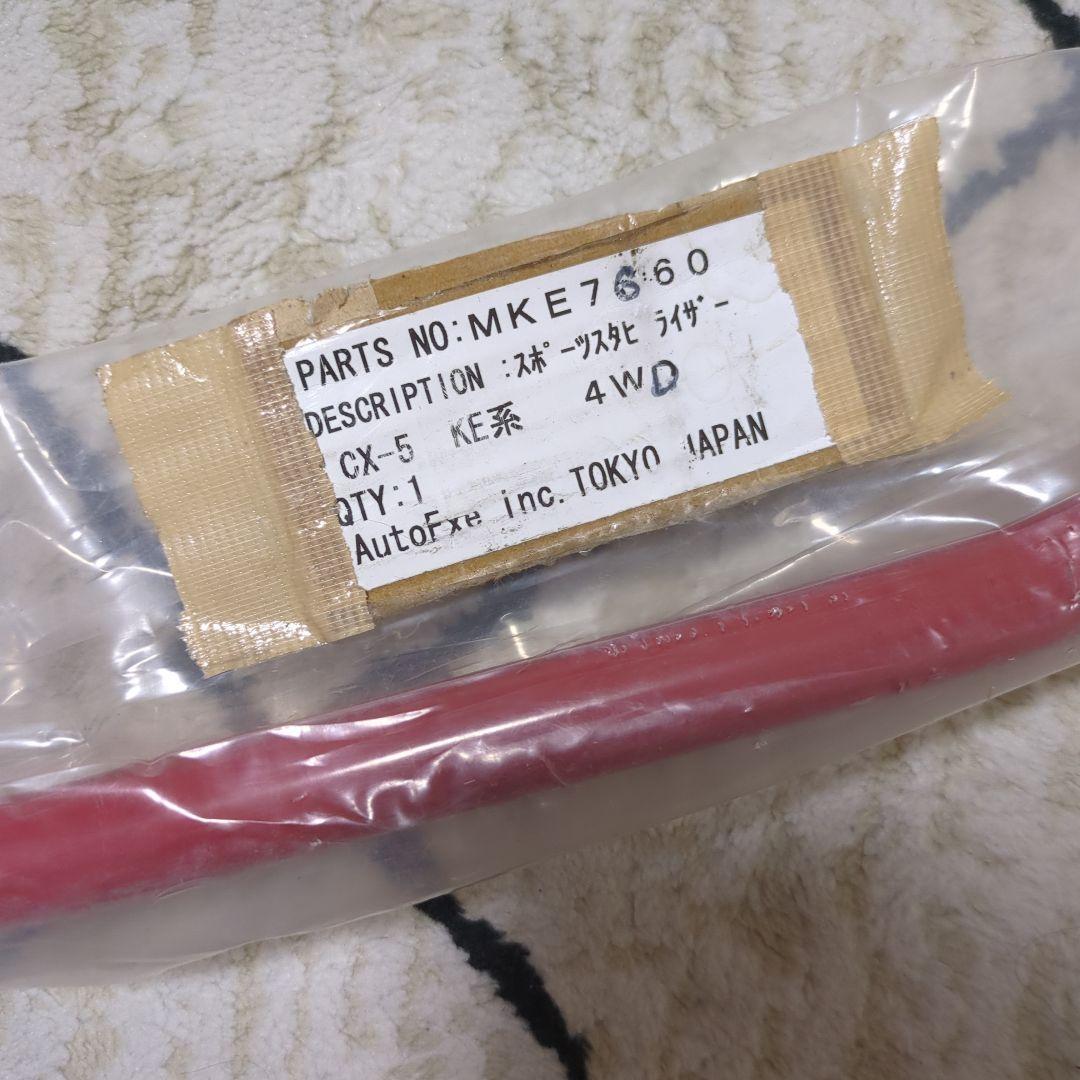 PARTS NO:MKE7660
DESCRIPTION :スポーツスタビライザー
CX-5 KE系 4WD
QTY:1
AutoExe inc. TOKYO JAPAN